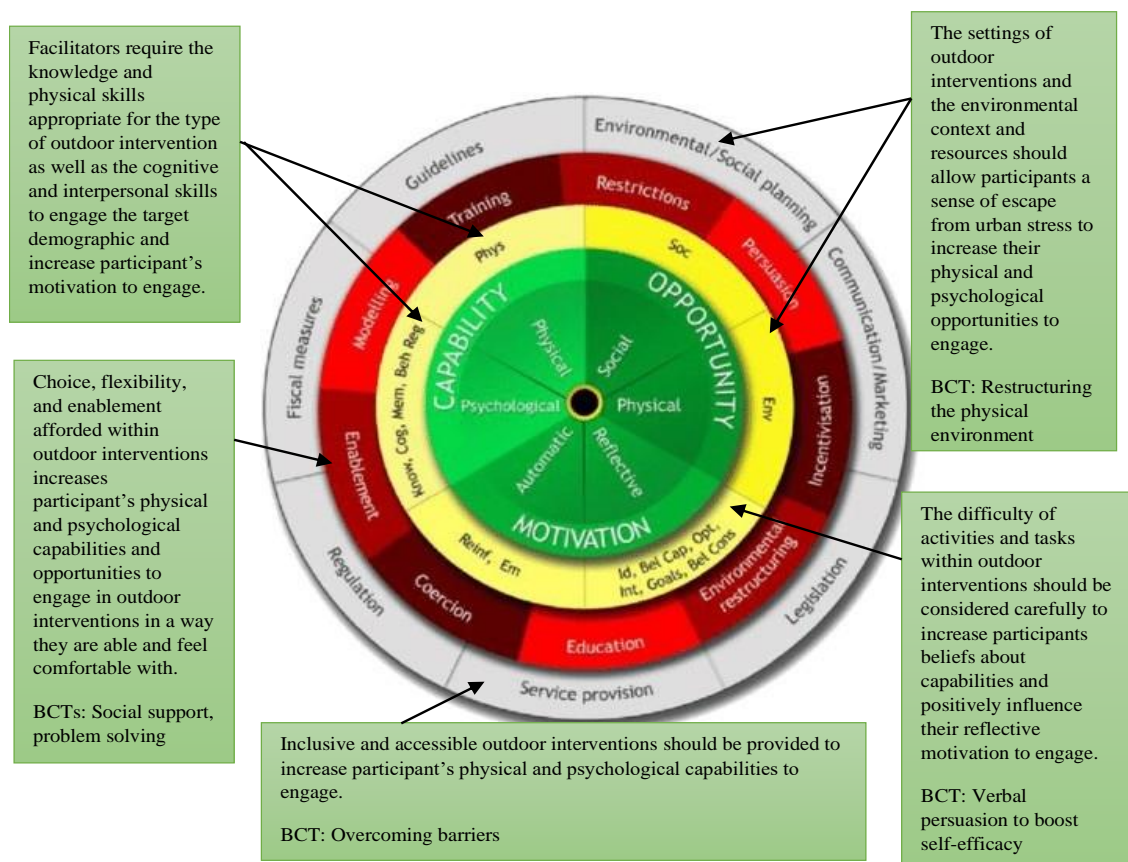 Facilitators require the
knowledge and
physical skills
appropriate for the type
of outdoor intervention
as well as the cognitive
and interpersonal skills
to engage the target
demographic and
increase participant's
motivation to engage.
Choice, flexibility,
and enablement
afforded within
outdoor interventions
increases
participant's physical
and psychological
capabilities and
opportunities to
engage in outdoor
interventions in a way
they are able and feel
comfortable with.
BCTs: Social support,
problem solving
Guidelines
Environmental/Social planning
Communication/Marketing
Legislation
Service provision
Regulation
Fiscal measures
Training
Restrictions
Persuasion
Incentivisation
Environmental
restructuring
Education
Coercion
Enablement
Modelling
Phys
Soc
Env
Id, Bel Cap, Opt,
Int, Goals, Bel Cons
Reinf, Em
Know, Cog, Mem, Beh Reg
CAPABILITY
OPPORTUNITY
MOTIVATION
Physical
Social
Psychological
Physical
Automatic
Reflective
The settings of
outdoor
interventions and
the environmental
context and
resources should
allow participants a
sense of escape
from urban stress to
increase their
physical and
psychological
opportunities to
engage.
BCT: Restructuring
the physical
environment
The difficulty of
activities and tasks
within outdoor
interventions should be
considered carefully to
increase participants
beliefs about
capabilities and
positively influence
their reflective
motivation to engage.
BCT: Verbal
persuasion to boost
self-efficacy
Inclusive and accessible outdoor interventions should be provided to
increase participant's physical and psychological capabilities to
engage.
BCT: Overcoming barriers